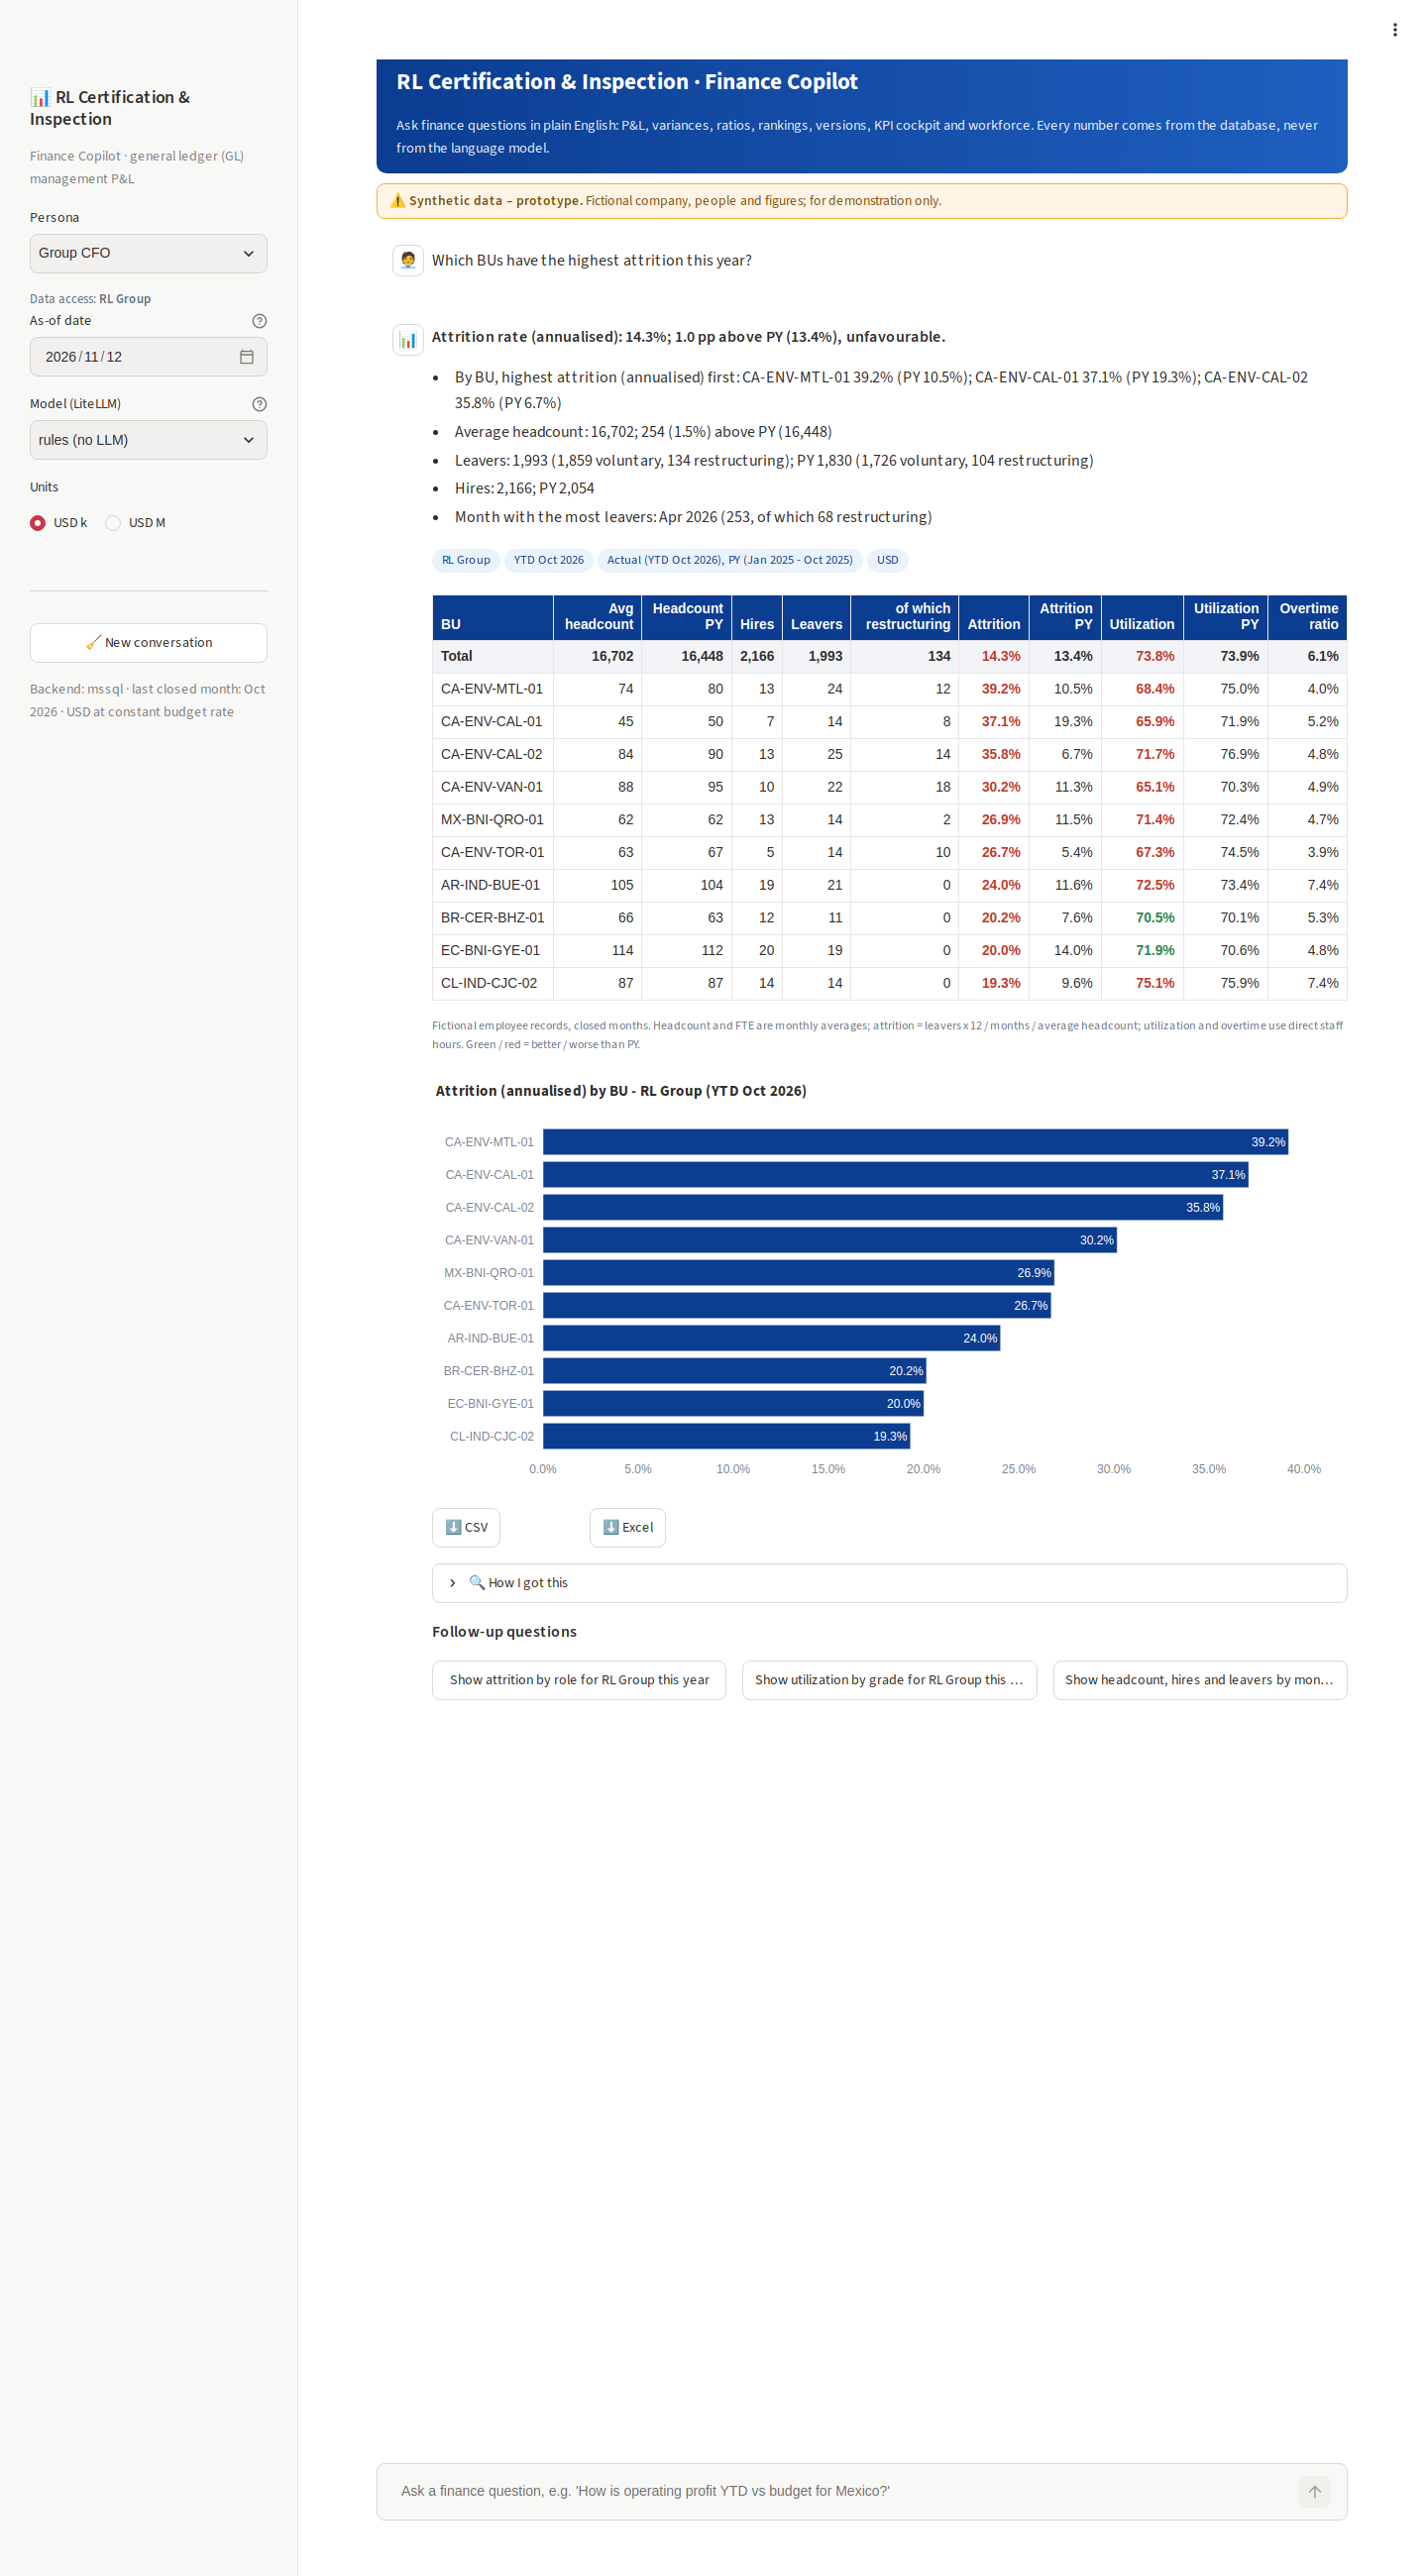 📊 RL Certification &
Inspection
Finance Copilot · general ledger (GL)
management P&L
Persona
Group CFO
Data access: RL Group
As-of date
2026/11/12
Model (LiteLLM)
rules (no LLM)
Units
USD k USD M
🧹 New conversation
Backend: mssql · last closed month: Oct
2026 · USD at constant budget rate
RL Certification & Inspection · Finance Copilot
Ask finance questions in plain English: P&L, variances, ratios, rankings, versions, KPI cockpit and workforce. Every number comes from the database, never
from the language model.
⚠️ Synthetic data – prototype. Fictional company, people and figures; for demonstration only.
Which BUs have the highest attrition this year?
Attrition rate (annualised): 14.3%; 1.0 pp above PY (13.4%), unfavourable.
• By BU, highest attrition (annualised) first: CA-ENV-MTL-01 39.2% (PY 10.5%); CA-ENV-CAL-01 37.1% (PY 19.3%); CA-ENV-CAL-02
35.8% (PY 6.7%)
• Average headcount: 16,702; 254 (1.5%) above PY (16,448)
• Leavers: 1,993 (1,859 voluntary, 134 restructuring); PY 1,830 (1,726 voluntary, 104 restructuring)
• Hires: 2,166; PY 2,054
• Month with the most leavers: Apr 2026 (253, of which 68 restructuring)
RL Group YTD Oct 2026 Actual (YTD Oct 2026), PY (Jan 2025 - Oct 2025) USD
BU Avg headcount Headcount PY Hires Leavers of which restructuring Attrition Attrition PY Utilization Utilization PY Overtime ratio
Total 16,702 16,448 2,166 1,993 134 14.3% 13.4% 73.8% 73.9% 6.1%
CA-ENV-MTL-01 74 80 13 24 12 39.2% 10.5% 68.4% 75.0% 4.0%
CA-ENV-CAL-01 45 50 7 14 8 37.1% 19.3% 65.9% 71.9% 5.2%
CA-ENV-CAL-02 84 90 13 25 14 35.8% 6.7% 71.7% 76.9% 4.8%
CA-ENV-VAN-01 88 95 10 22 18 30.2% 11.3% 65.1% 70.3% 4.9%
MX-BNI-QRO-01 62 62 13 14 2 26.9% 11.5% 71.4% 72.4% 4.7%
CA-ENV-TOR-01 63 67 5 14 10 26.7% 5.4% 67.3% 74.5% 3.9%
AR-IND-BUE-01 105 104 19 21 0 24.0% 11.6% 72.5% 73.4% 7.4%
BR-CER-BHZ-01 66 63 12 11 0 20.2% 7.6% 70.5% 70.1% 5.3%
EC-BNI-GYE-01 114 112 20 19 0 20.0% 14.0% 71.9% 70.6% 4.8%
CL-IND-CJC-02 87 87 14 14 0 19.3% 9.6% 75.1% 75.9% 7.4%
Fictional employee records, closed months. Headcount and FTE are monthly averages; attrition = leavers x 12 / months / average headcount; utilization and overtime use direct staff
hours. Green / red = better / worse than PY.
Attrition (annualised) by BU - RL Group (YTD Oct 2026)
CA-ENV-MTL-01 39.2%
CA-ENV-CAL-01 37.1%
CA-ENV-CAL-02 35.8%
CA-ENV-VAN-01 30.2%
MX-BNI-QRO-01 26.9%
CA-ENV-TOR-01 26.7%
AR-IND-BUE-01 24.0%
BR-CER-BHZ-01 20.2%
EC-BNI-GYE-01 20.0%
CL-IND-CJC-02 19.3%
0.0% 5.0% 10.0% 15.0% 20.0% 25.0% 30.0% 35.0% 40.0%
⬇️ CSV ⬇️ Excel
🔍 How I got this
Follow-up questions
Show attrition by role for RL Group this year
Show utilization by grade for RL Group this …
Show headcount, hires and leavers by mon…
Ask a finance question, e.g. 'How is operating profit YTD vs budget for Mexico?'